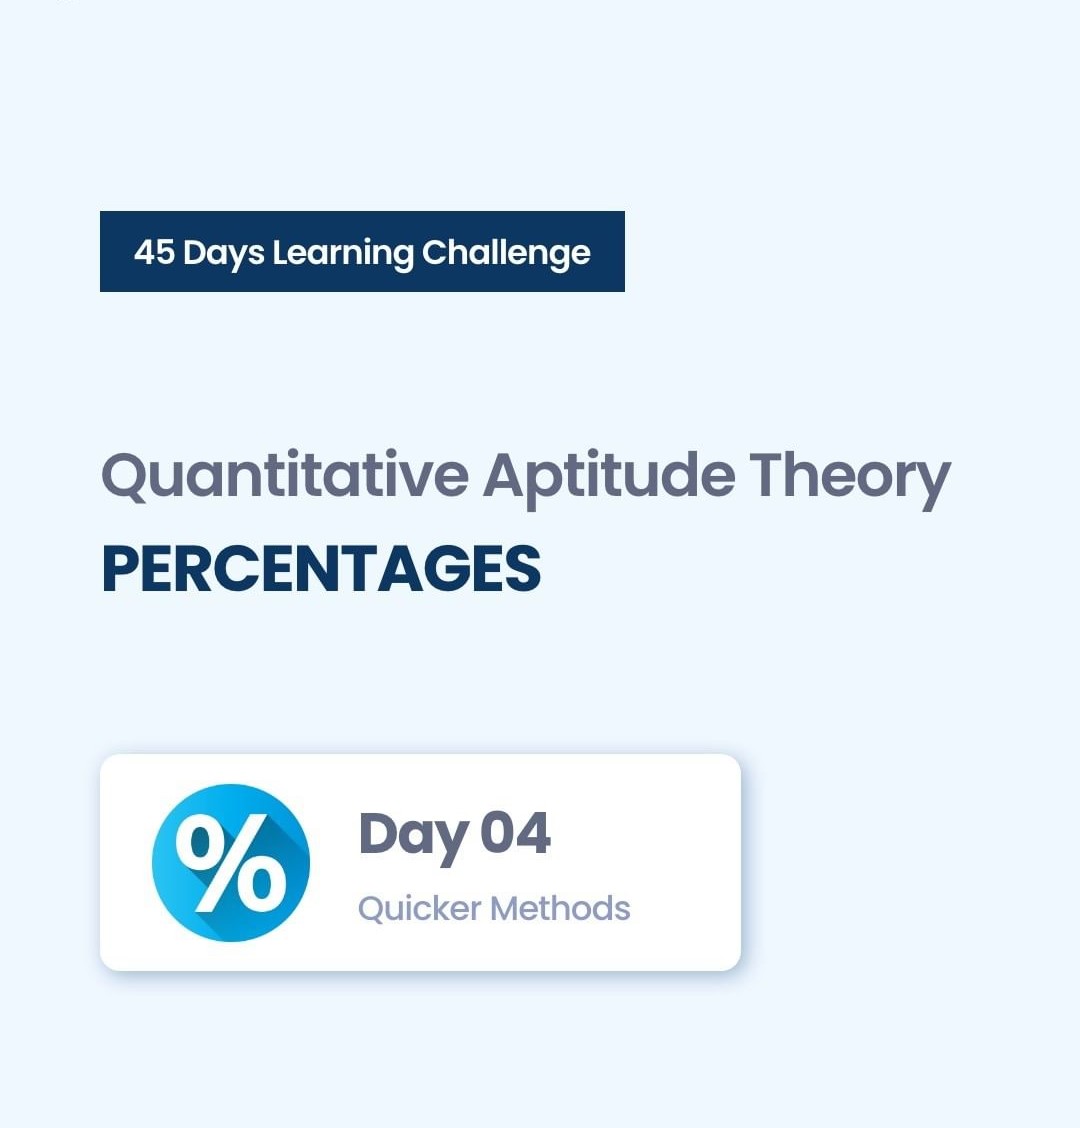 45 Days Learning Challenge
Quantitative Aptitude Theory
PERCENTAGES
%
Day 04
Quicker Methods